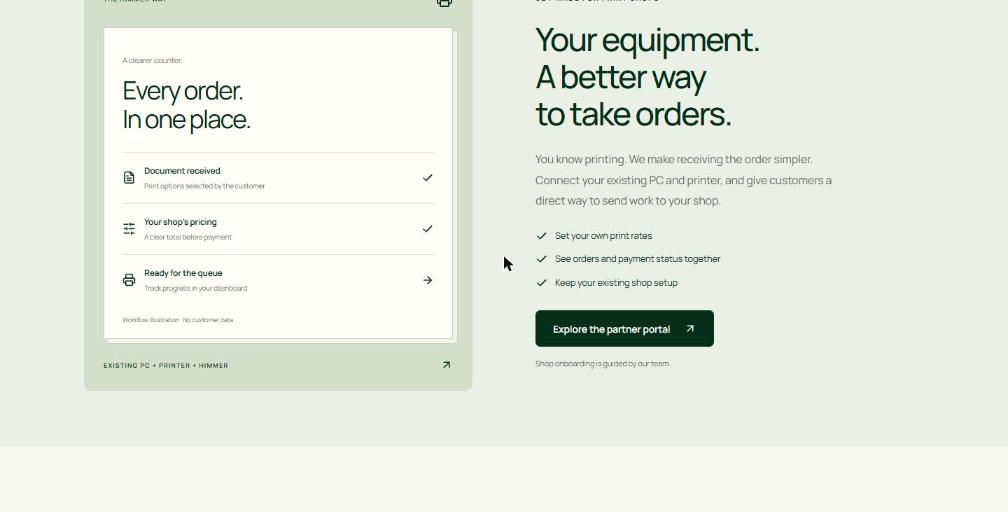 A clearer counter.
Every order.
In one place.
Document received
Print options selected by the customer
Your shop's pricing
A clear total before payment
Ready for the queue
Track progress in your dashboard
Workflow illustration · No customer data
EXISTING PC + PRINTER + HIMMER
Your equipment.
A better way
to take orders.
You know printing. We make receiving the order simpler.
Connect your existing PC and printer, and give customers a
direct way to send work to your shop.
Set your own print rates
See orders and payment status together
Keep your existing shop setup
Explore the partner portal
Shop onboarding is guided by our team.